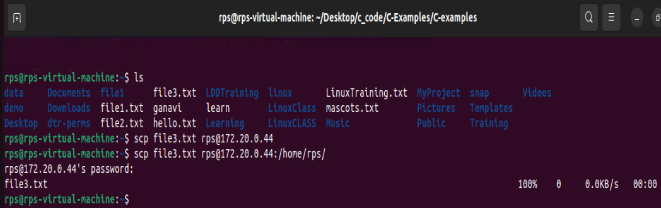 rps@rps-virtual-machine: ~/Desktop/c_code/C-Examples/C-examples
rps@rps-virtual-machine:~$ ls
data Documents file1 file3.txt LDDTraining linux LinuxTraining.txt MyProject snap Videos
demo Downloads file1.txt ganavi learn LinuxClass mascots.txt Pictures Templates
Desktop dtr-perms file2.txt hello.txt Learning LinuxCLASS Music Public Training
rps@rps-virtual-machine:~$ scp file3.txt rps@172.20.0.44
rps@rps-virtual-machine:~$ scp file3.txt rps@172.20.0.44:/home/rps/
rps@172.20.0.44's password:
file3.txt 100% 0 0.0KB/s 00:00
rps@rps-virtual-machine:~$